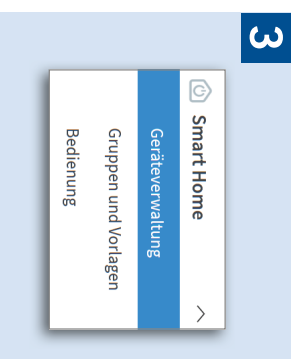 3
Smart Home
Geräteverwaltung
Gruppen und Vorlagen
Bedienung